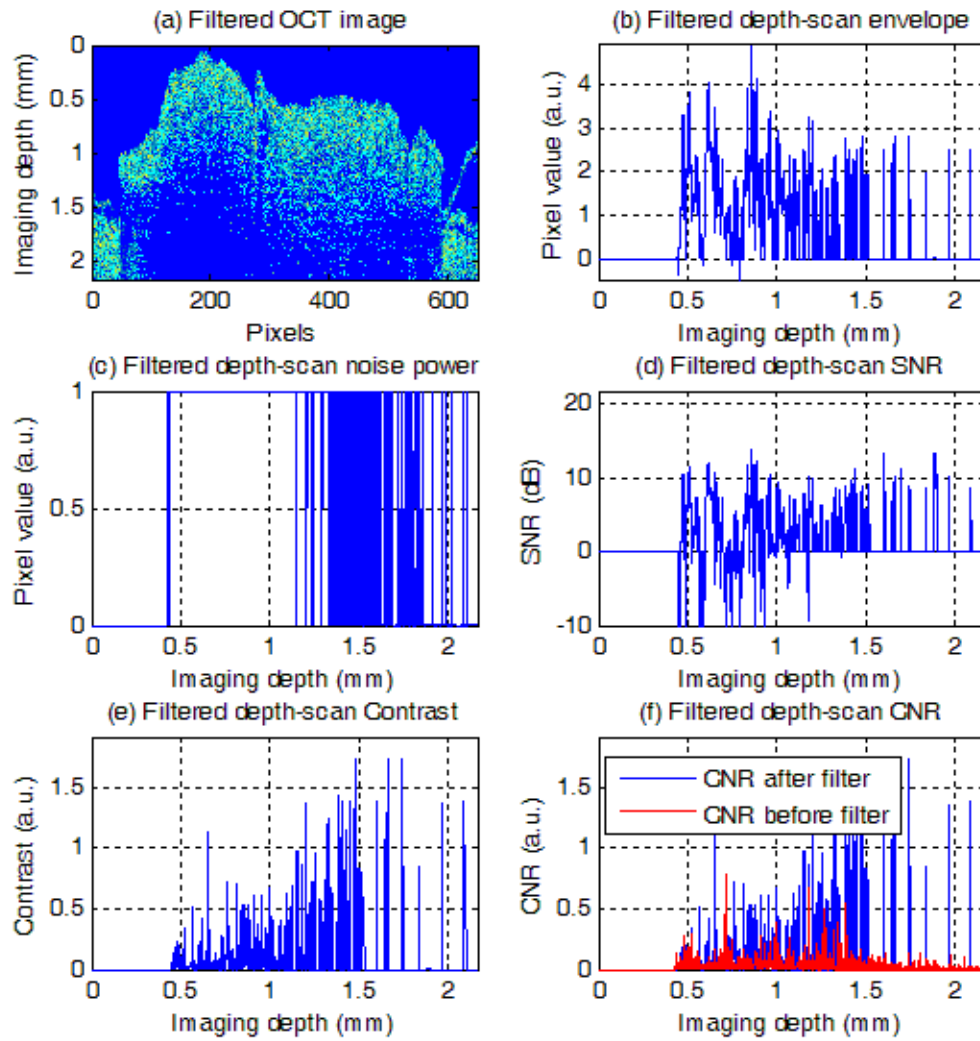 (a) Filtered OCT image
Imaging depth (mm)
0
0.5
1
1.5
2
0 200 400 600
Pixels
(b) Filtered depth-scan envelope
Pixel value (a.u.)
4
3
2
1
0
0 0.5 1 1.5 2
Imaging depth (mm)
(c) Filtered depth-scan noise power
Pixel value (a.u.)
1
0.5
0
0 0.5 1 1.5 2
Imaging depth (mm)
(d) Filtered depth-scan SNR
SNR (dB)
20
10
0
-10
0 0.5 1 1.5 2
Imaging depth (mm)
(e) Filtered depth-scan Contrast
Contrast (a.u.)
1.5
1
0.5
0
0 0.5 1 1.5 2
Imaging depth (mm)
(f) Filtered depth-scan CNR
CNR (a.u.)
1.5
1
0.5
0
CNR after filter
CNR before filter
0 0.5 1 1.5 2
Imaging depth (mm)